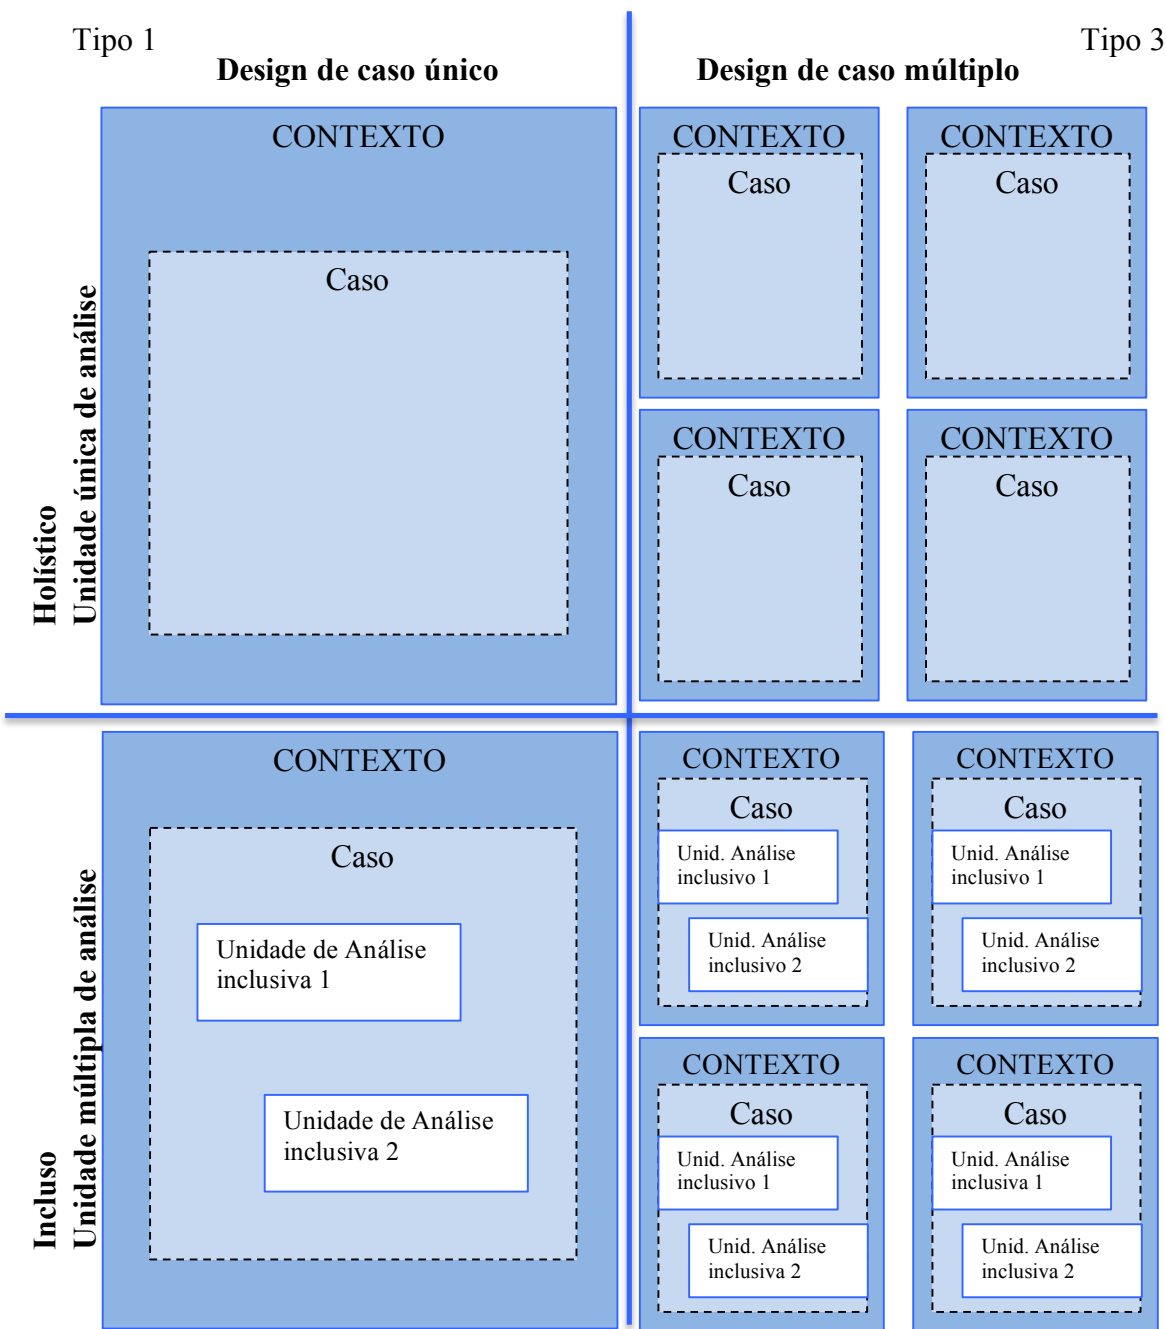 Tipo 1
Tipo 3
Design de caso único
Design de caso múltiplo
Holístico
Unidade única de análise
CONTEXTO
Caso
CONTEXTO
Caso
CONTEXTO
Caso
CONTEXTO
Caso
CONTEXTO
Caso
Incluso
Unidade múltipla de análise
CONTEXTO
Caso
Unidade de Análise
inclusiva 1
Unidade de Análise
inclusiva 2
CONTEXTO
Caso
Unid. Análise
inclusivo 1
Unid. Análise
inclusivo 2
CONTEXTO
Caso
Unid. Análise
inclusivo 1
Unid. Análise
inclusivo 2
CONTEXTO
Caso
Unid. Análise
inclusivo 1
Unid. Análise
inclusiva 2
CONTEXTO
Caso
Unid. Análise
inclusiva 1
Unid. Análise
inclusiva 2